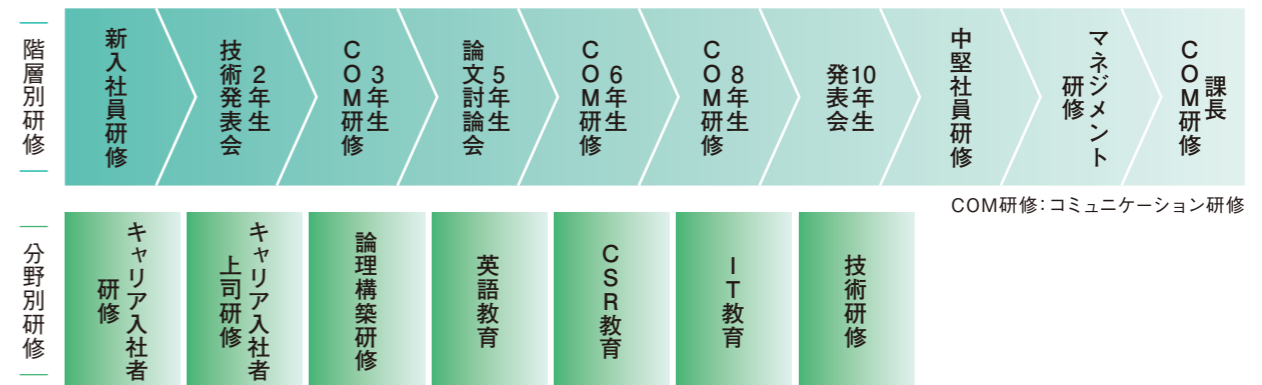 階層別研修
新入社員研修
2年生
技術発表会
3年生
COM研修
5年生
論文討論会
6年生
COM研修
8年生
COM研修
10年生
発表会
中堅社員研修
マネジメント
研修
課長
COM研修
COM研修：コミュニケーション研修
分野別研修
キャリア入社者
研修
キャリア入社者
上司研修
論理構築研修
英語教育
CSR教育
IT教育
技術研修